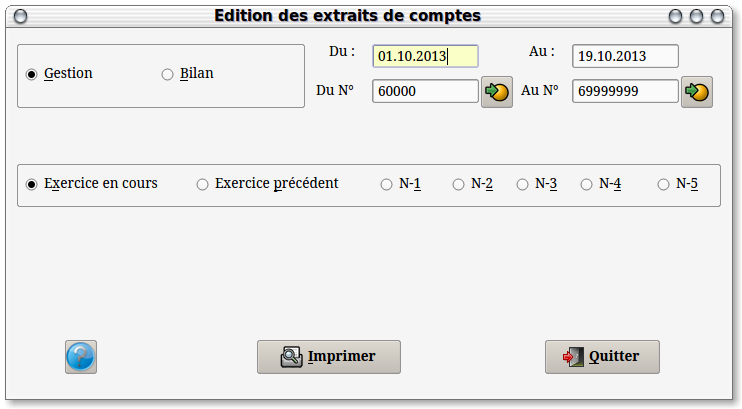 Edition des extraits de comptes
Gestion Bilan
Du : 01.10.2013 Au : 19.10.2013
Du N° 60000 Au N° 69999999
Exercice en cours Exercice précédent N-1 N-2 N-3 N-4 N-5
? Imprimer Quitter